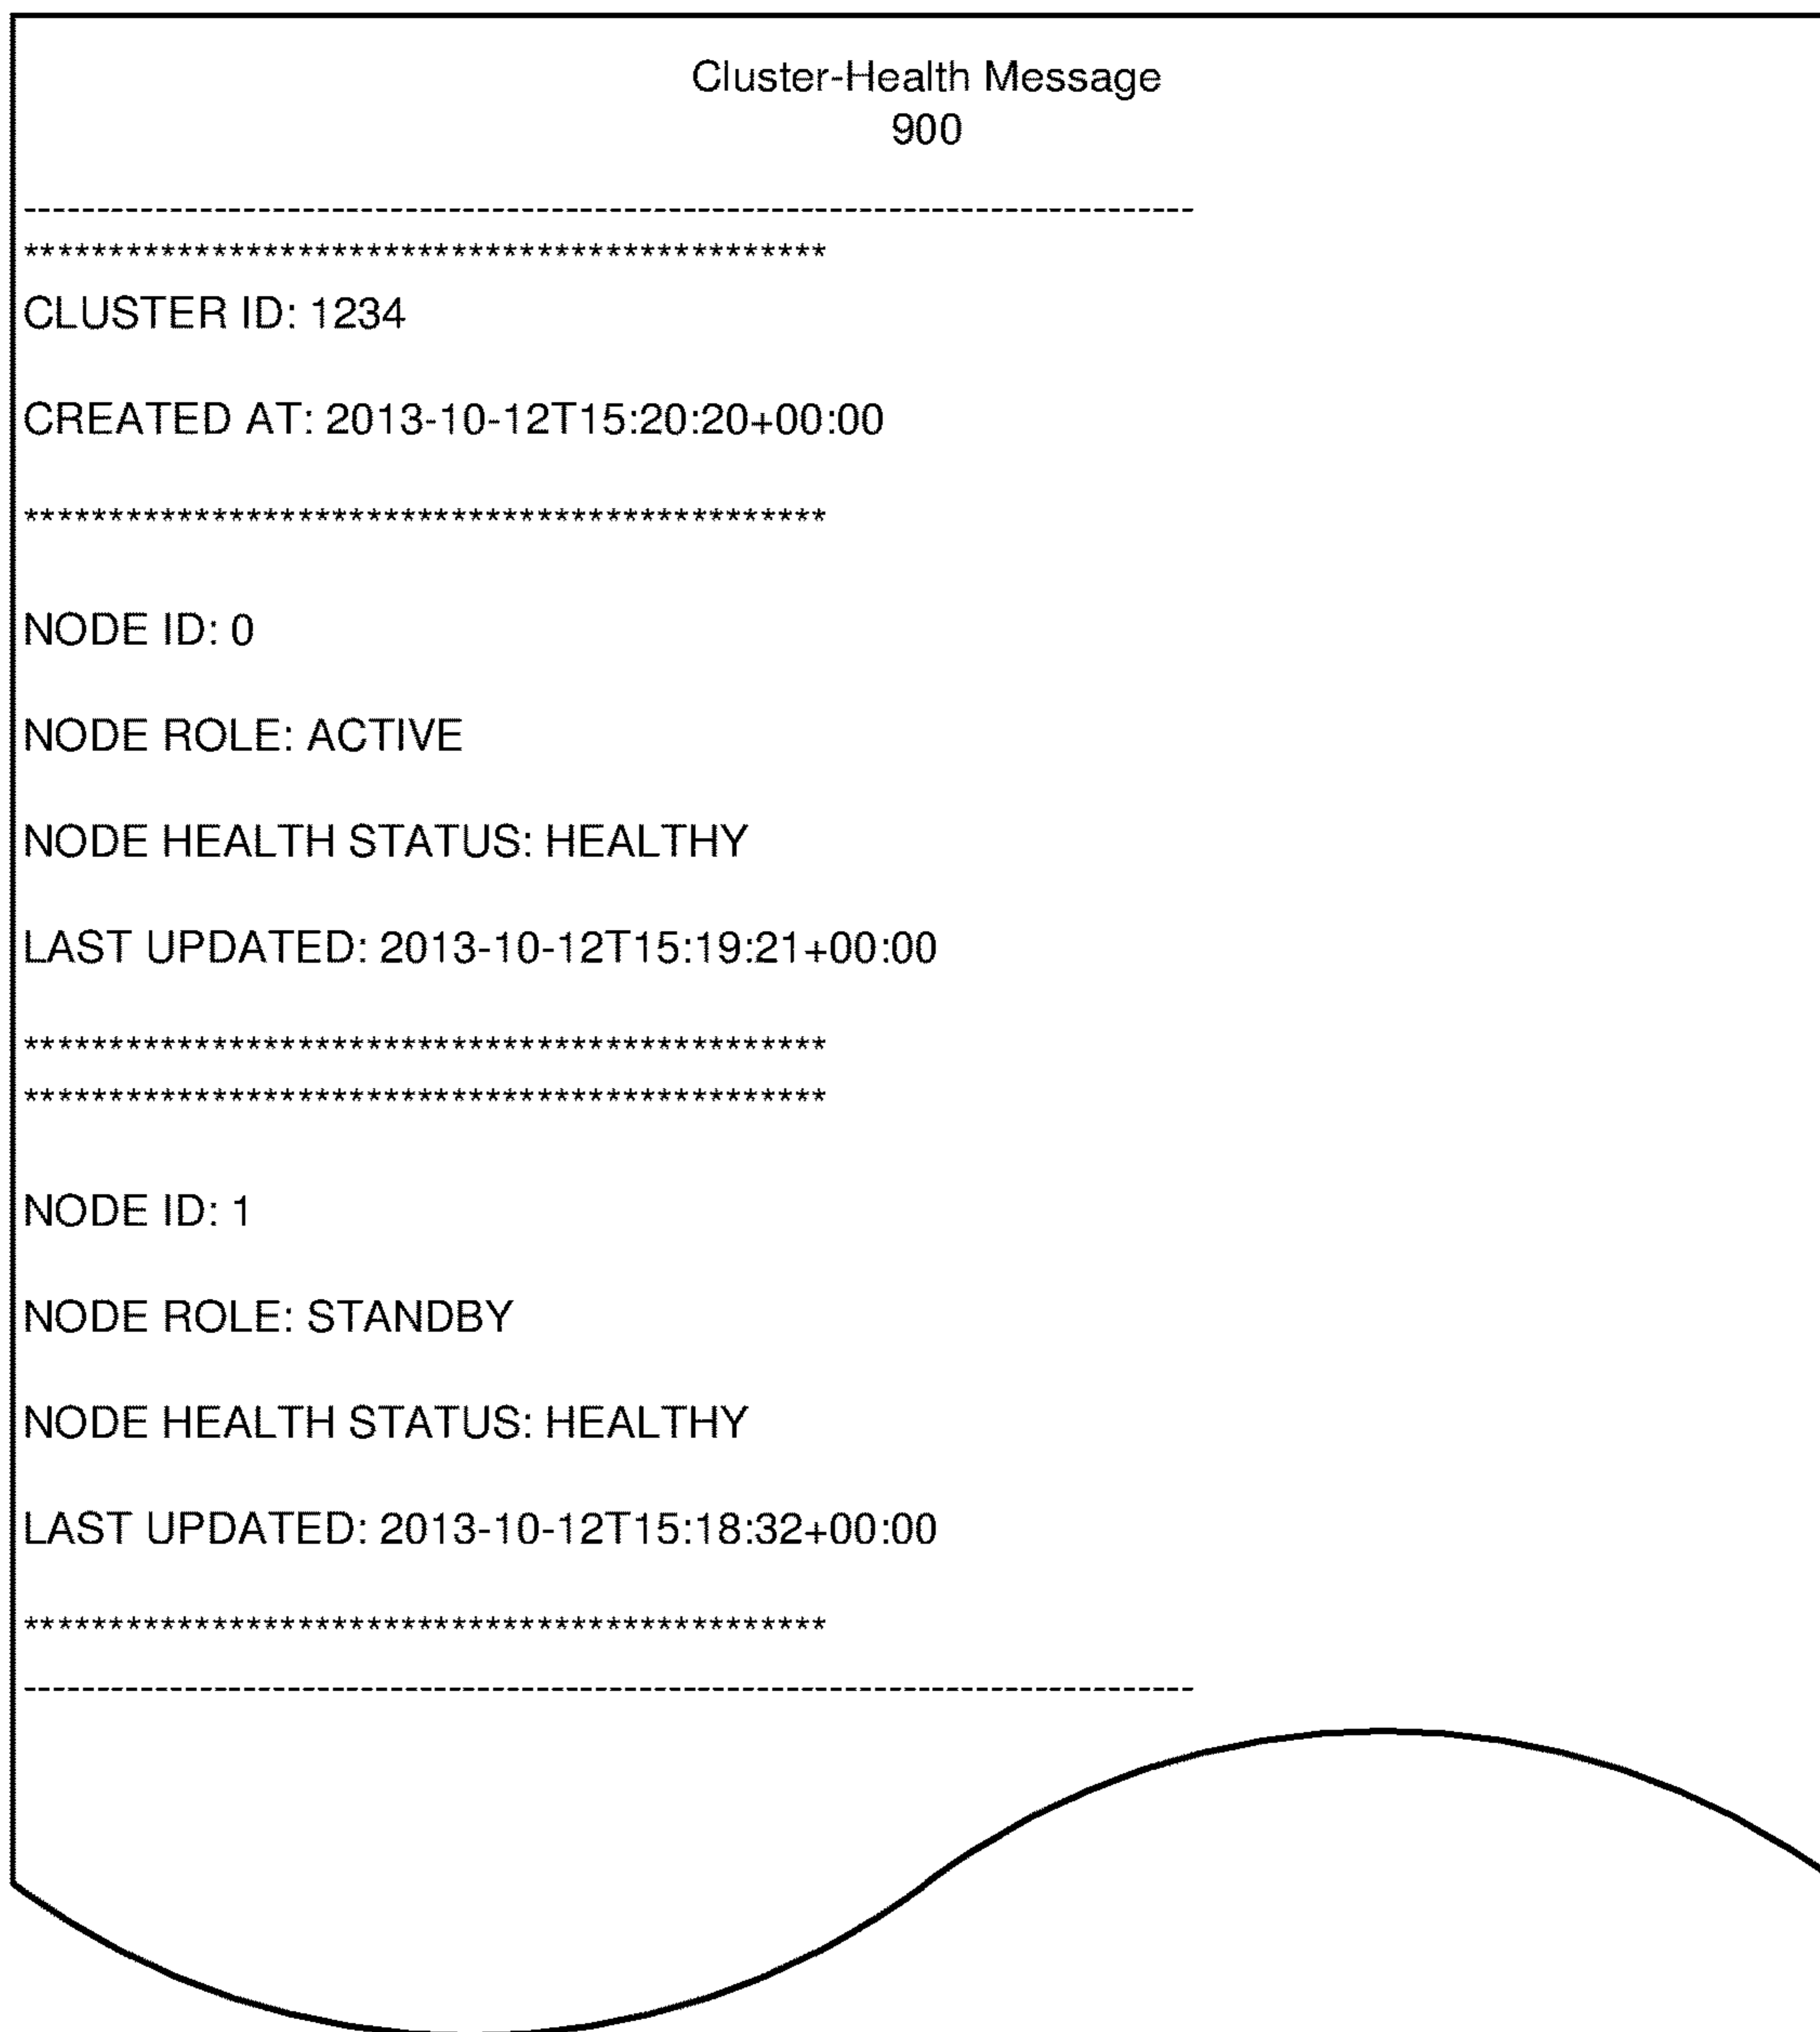 Cluster-Health Message
900
--------------------------------------------------------------------------------
***********************************************
CLUSTER ID: 1234
CREATED AT: 2013-10-12T15:20:20+00:00
***********************************************
NODE ID: 0
NODE ROLE: ACTIVE
NODE HEALTH STATUS: HEALTHY
LAST UPDATED: 2013-10-12T15:19:21+00:00
***********************************************
***********************************************
NODE ID: 1
NODE ROLE: STANDBY
NODE HEALTH STATUS: HEALTHY
LAST UPDATED: 2013-10-12T15:18:32+00:00
***********************************************
--------------------------------------------------------------------------------